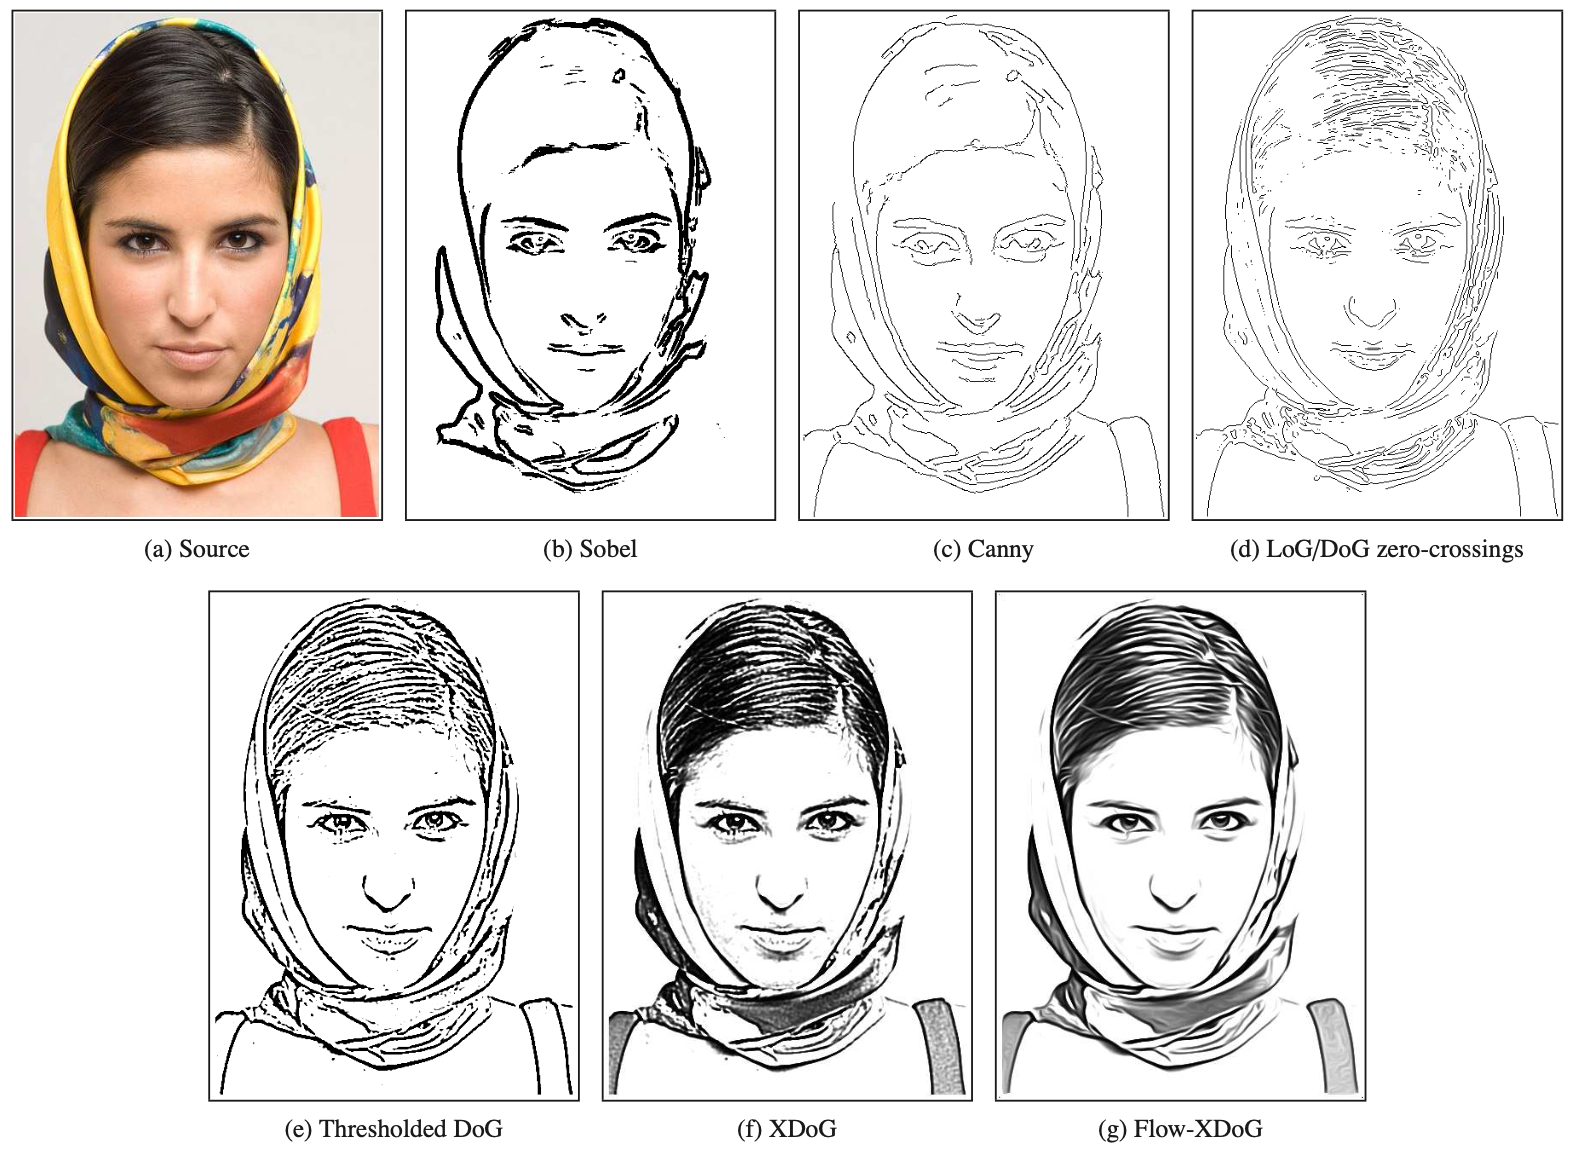 (a) Source
(b) Sobel
(c) Canny
(d) LoG/DoG zero-crossings
(e) Thresholded DoG
(f) XDoG
(g) Flow-XDoG